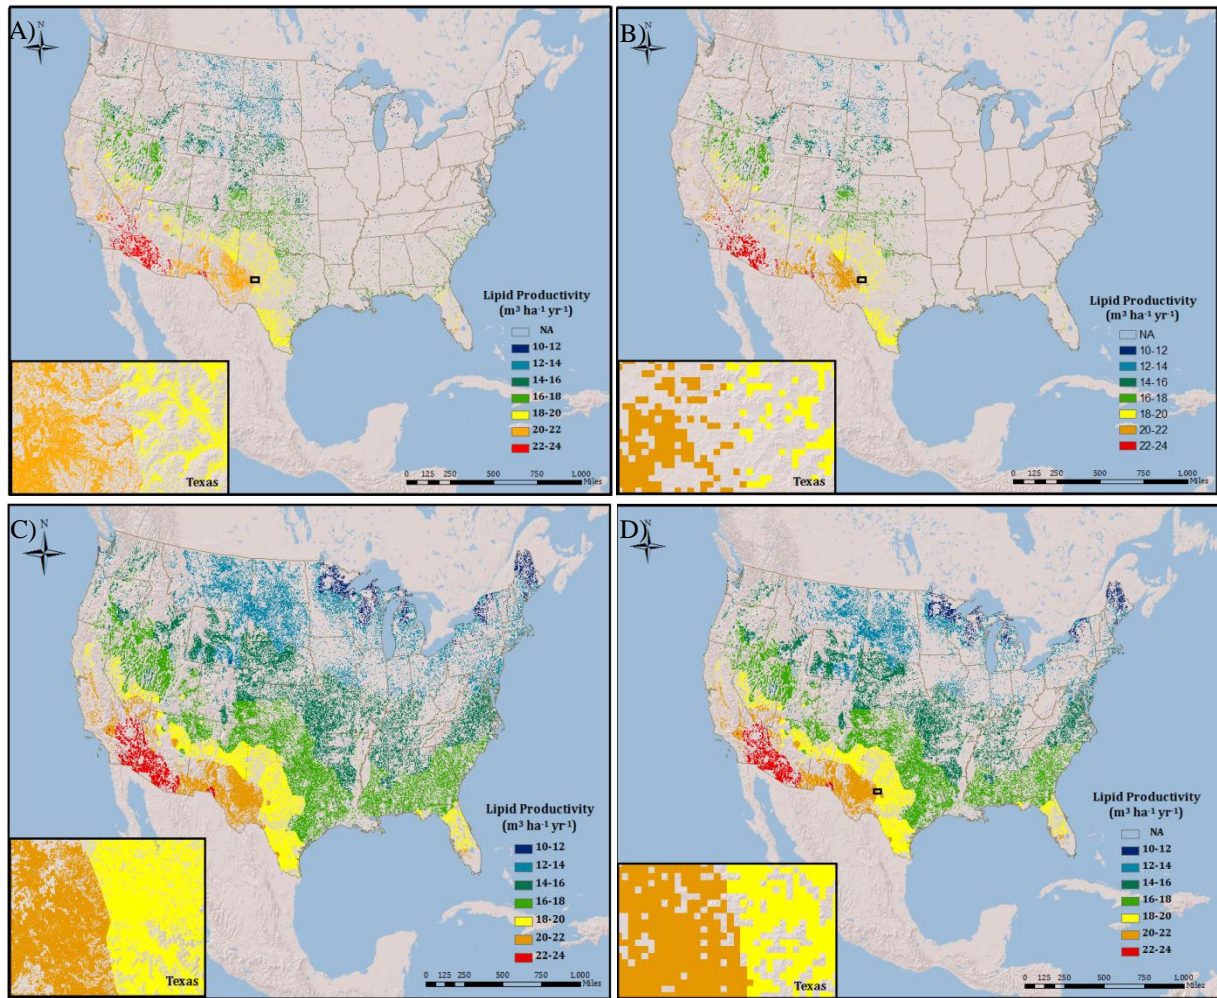 A)
N
Lipid Productivity
(m³ ha⁻¹ yr⁻¹)
NA
10-12
12-14
14-16
16-18
18-20
20-22
22-24
Texas
0 125 250 500 750 1,000
Miles
B)
N
Lipid Productivity
(m³ ha⁻¹ yr⁻¹)
NA
10-12
12-14
14-16
16-18
18-20
20-22
22-24
Texas
0 125 250 500 750 1,000
Miles
C)
N
Lipid Productivity
(m³ ha⁻¹ yr⁻¹)
10-12
12-14
14-16
16-18
18-20
20-22
22-24
Texas
0 125 250 500 750 1,000
Miles
D)
N
Lipid Productivity
(m³ ha⁻¹ yr⁻¹)
NA
10-12
12-14
14-16
16-18
18-20
20-22
22-24
Texas
0 125 250 500 750 1,000
Miles